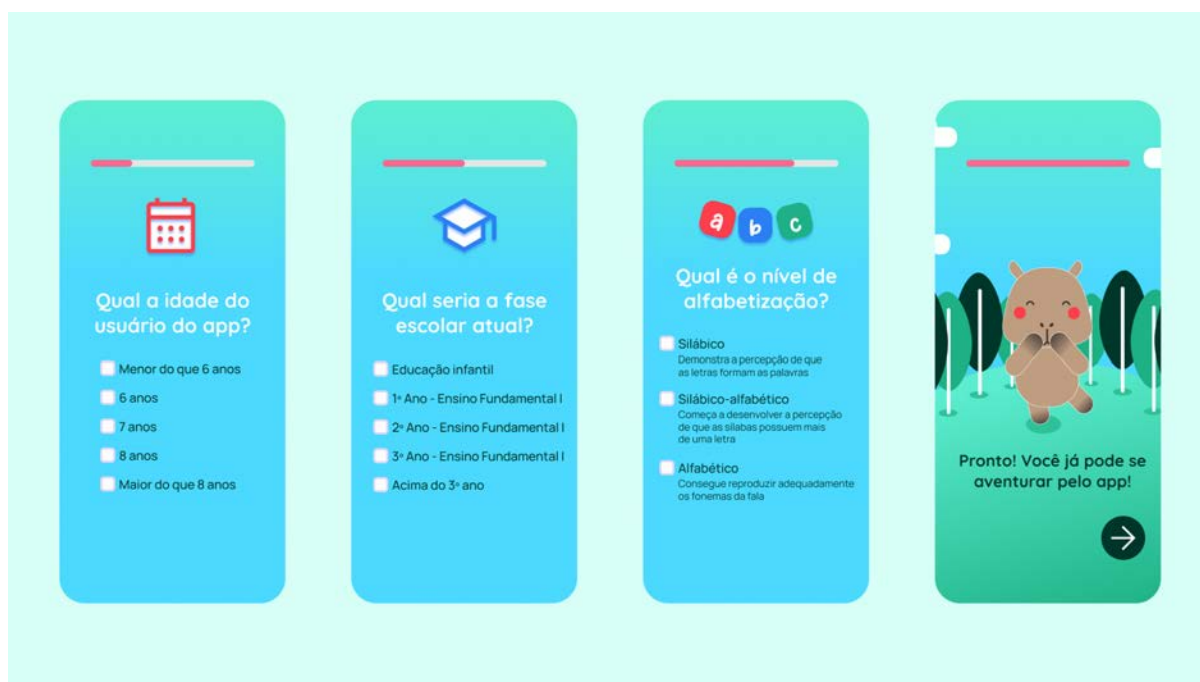 Qual a idade do
usuário do app?
Menor do que 6 anos
6 anos
7 anos
8 anos
Maior do que 8 anos
Qual seria a fase
escolar atual?
Educação infantil
1º Ano - Ensino Fundamental I
2º Ano - Ensino Fundamental I
3º Ano - Ensino Fundamental I
Acima do 3º ano
a b c
Qual é o nível de
alfabetização?
Silábico
Demonstra a percepção de que
as letras formam as palavras
Silábico-alfabético
Começa a desenvolver a percepção
de que as sílabas possuem mais
de uma letra
Alfabético
Consegue reproduzir adequadamente
os fonemas da fala
Pronto! Você já pode se
aventurar pelo app!